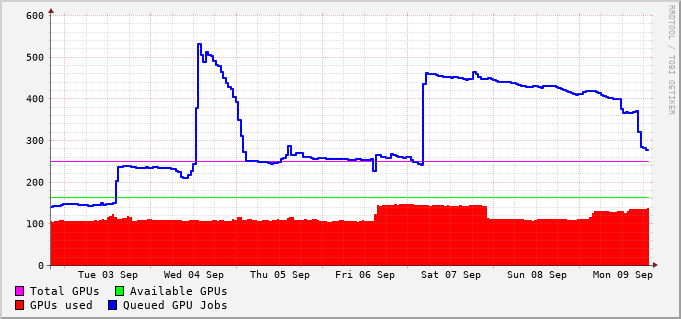 600
500
400
300
200
100
0
Tue 03 Sep Wed 04 Sep Thu 05 Sep Fri 06 Sep Sat 07 Sep Sun 08 Sep Mon 09 Sep
Total GPUs Available GPUs
GPUs used Queued GPU Jobs
RRDTOOL / TOBI OETIKER